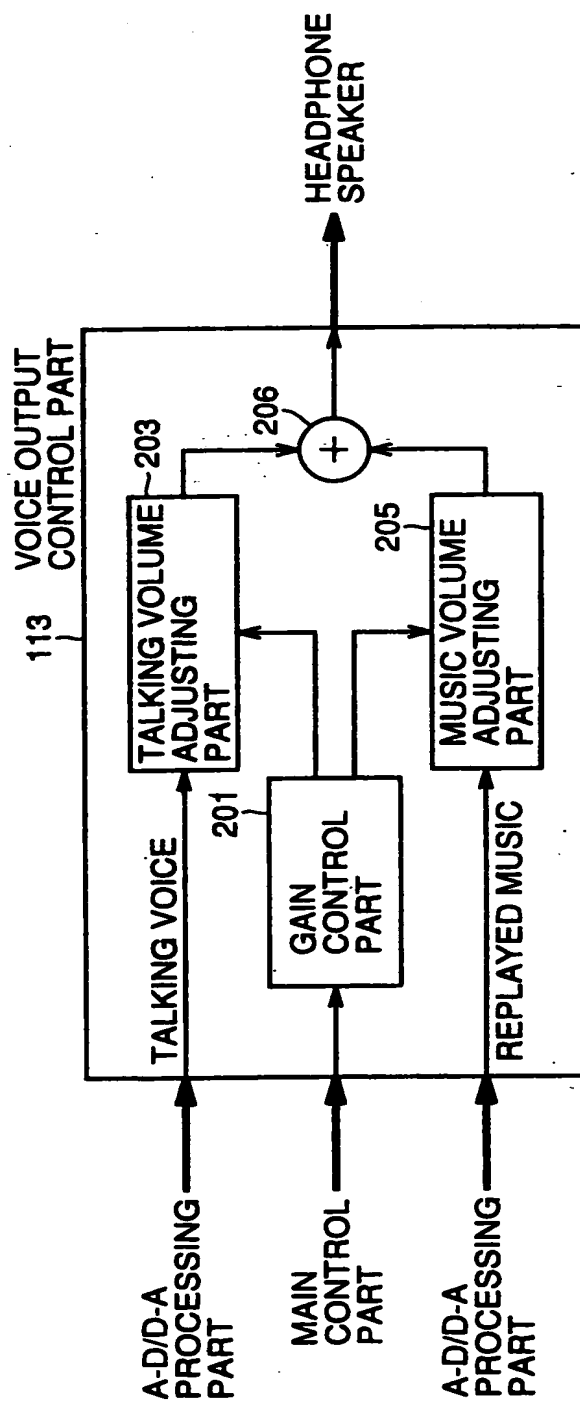 VOICE OUTPUT
CONTROL PART
113
203
TALKING VOLUME
ADJUSTING
PART
A-D/D-A
PROCESSING
PART
TALKING VOICE
206
+
HEADPHONE
SPEAKER
201
GAIN
CONTROL
PART
MAIN
CONTROL
PART
205
MUSIC VOLUME
ADJUSTING
PART
REPLAYED MUSIC
A-D/D-A
PROCESSING
PART